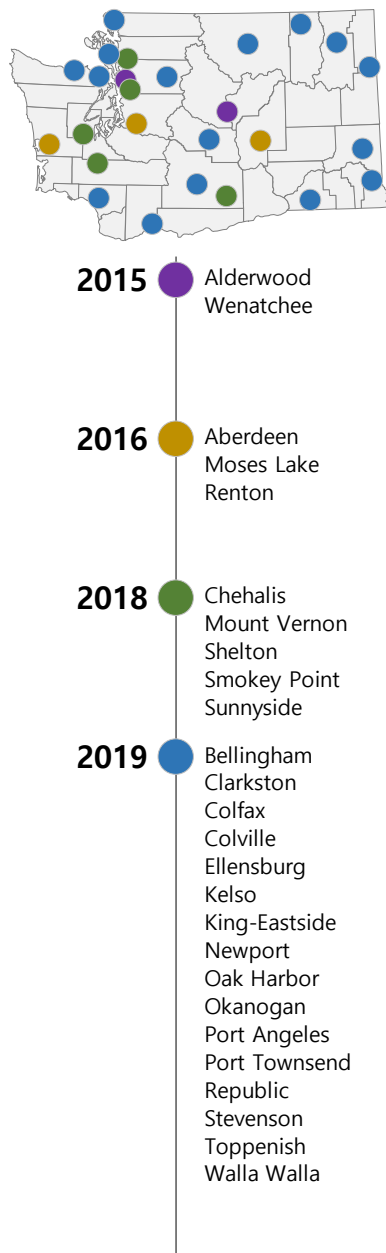 2015
Alderwood
Wenatchee
2016
Aberdeen
Moses Lake
Renton
2018
Chehalis
Mount Vernon
Shelton
Smokey Point
Sunnyside
2019
Bellingham
Clarkston
Colfax
Colville
Ellensburg
Kelso
King-Eastside
Newport
Oak Harbor
Okanogan
Port Angeles
Port Townsend
Republic
Stevenson
Toppenish
Walla Walla